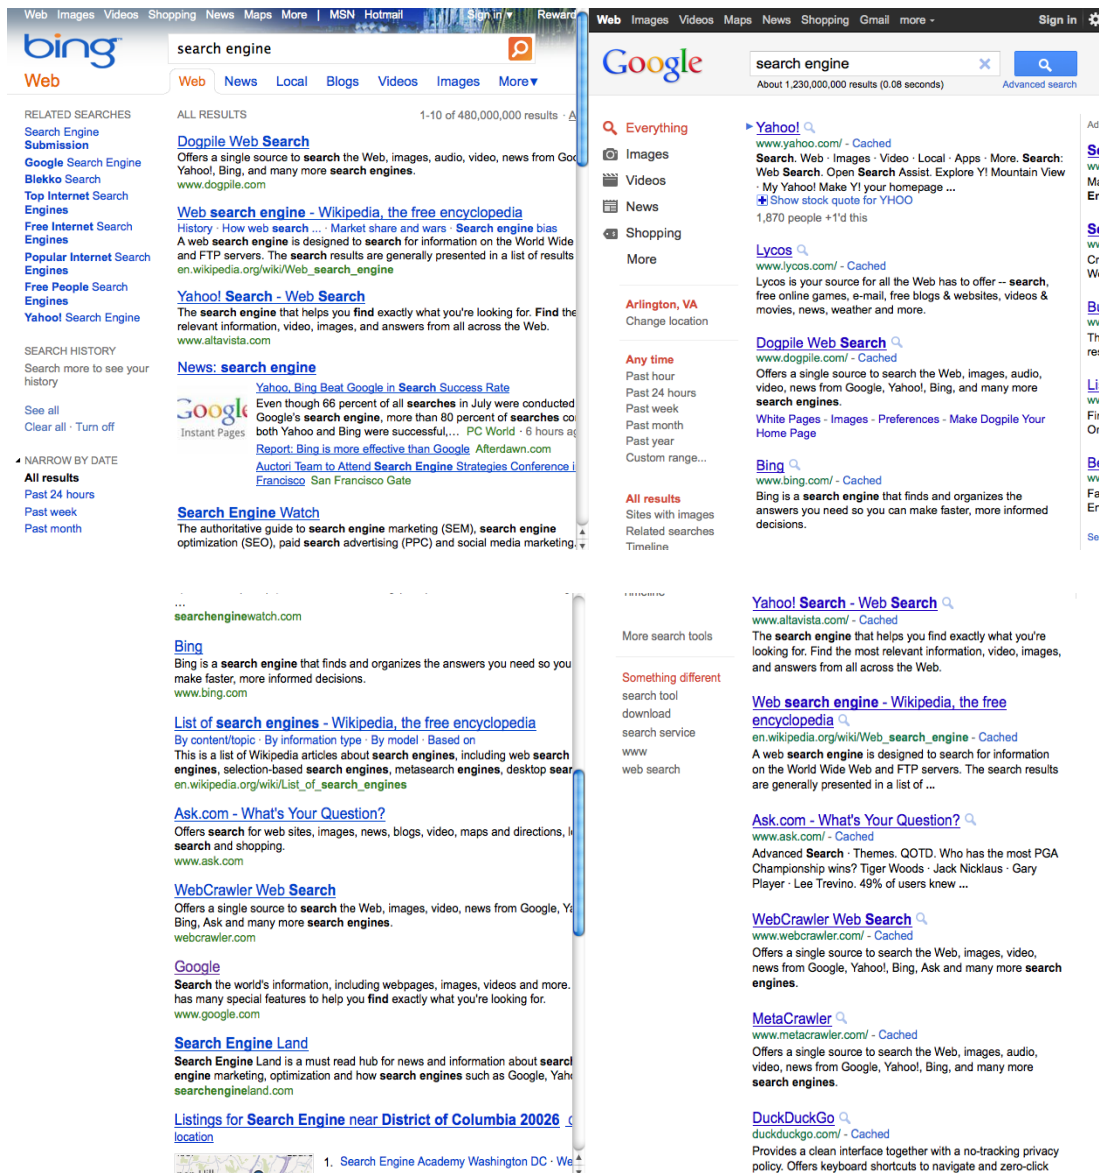 Web Images Videos Shopping News Maps More | MSN Hotmail Sign in Reward
bing
search engine
Web
Web News Local Blogs Videos Images More
RELATED SEARCHES
Search Engine
Submission
Google Search Engine
Blekko Search
Top Internet Search
Engines
Free Internet Search
Engines
Popular Internet Search
Engines
Free People Search
Engines
Yahoo! Search Engine
SEARCH HISTORY
Search more to see your
history
See all
Clear all · Turn off
NARROW BY DATE
All results
Past 24 hours
Past week
Past month
ALL RESULTS 1-10 of 480,000,000 results · A
Dogpile Web Search
Offers a single source to search the Web, images, audio, video, news from Goo
Yahoo!, Bing, and many more search engines.
www.dogpile.com
Web search engine - Wikipedia, the free encyclopedia
History · How web search ... · Market share and wars · Search engine bias
A web search engine is designed to search for information on the World Wide
and FTP servers. The search results are generally presented in a list of results
en.wikipedia.org/wiki/Web_search_engine
Yahoo! Search - Web Search
The search engine that helps you find exactly what you're looking for. Find the
relevant information, video, images, and answers from all across the Web.
www.altavista.com
News: search engine
Yahoo, Bing Beat Google in Search Success Rate
Even though 66 percent of all searches in July were conducted
Google's search engine, more than 80 percent of searches co
both Yahoo and Bing were successful,... PC World · 6 hours ag
Google
Instant Pages
Report: Bing is more effective than Google Afterdawn.com
Auctori Team to Attend Search Engine Strategies Conference i
Francisco San Francisco Gate
Search Engine Watch
The authoritative guide to search engine marketing (SEM), search engine
optimization (SEO), paid search advertising (PPC) and social media marketing.
Web Images Videos Maps News Shopping Gmail more Sign in
Google
search engine
About 1,230,000,000 results (0.08 seconds) Advanced search
Everything
Images
Videos
News
Shopping
More
Arlington, VA
Change location
Any time
Past hour
Past 24 hours
Past week
Past month
Past year
Custom range...
All results
Sites with images
Related searches
Timeline
Yahoo!
www.yahoo.com/ - Cached
Search. Web · Images · Video · Local · Apps · More. Search:
Web Search. Open Search Assist. Explore Y! Mountain View
· My Yahoo! Make Y! your homepage ...
Show stock quote for YHOO
1,870 people +1'd this
Lycos
www.lycos.com/ - Cached
Lycos is your source for all the Web has to offer -- search,
free online games, e-mail, free blogs & websites, videos &
movies, news, weather and more.
Dogpile Web Search
www.dogpile.com/ - Cached
Offers a single source to search the Web, images, audio,
video, news from Google, Yahoo!, Bing, and many more
search engines.
White Pages - Images - Preferences - Make Dogpile Your
Home Page
Bing
www.bing.com/ - Cached
Bing is a search engine that finds and organizes the
answers you need so you can make faster, more informed
decisions.
Ad
Se
ww
Ma
En
Se
ww
Cr
We
Bu
ww
Th
res
Li
ww
Fir
Or
Be
ww
Fa
En
Se
...
searchenginewatch.com
Bing
Bing is a search engine that finds and organizes the answers you need so you
make faster, more informed decisions.
www.bing.com
List of search engines - Wikipedia, the free encyclopedia
By content/topic · By information type · By model · Based on
This is a list of Wikipedia articles about search engines, including web search
engines, selection-based search engines, metasearch engines, desktop sear
en.wikipedia.org/wiki/List_of_search_engines
Ask.com - What's Your Question?
Offers search for web sites, images, news, blogs, video, maps and directions, l
search and shopping.
www.ask.com
WebCrawler Web Search
Offers a single source to search the Web, images, video, news from Google, Ya
Bing, Ask and many more search engines.
webcrawler.com
Google
Search the world's information, including webpages, images, videos and more.
has many special features to help you find exactly what you're looking for.
www.google.com
Search Engine Land
Search Engine Land is a must read hub for news and information about search
engine marketing, optimization and how search engines such as Google, Yaho
searchengineland.com
Listings for Search Engine near District of Columbia 20026 C
location
1. Search Engine Academy Washington DC · We
Timeline
More search tools
Something different
search tool
download
search service
www
web search
Yahoo! Search - Web Search
www.altavista.com/ - Cached
The search engine that helps you find exactly what you're
looking for. Find the most relevant information, video, images,
and answers from all across the Web.
Web search engine - Wikipedia, the free
encyclopedia
en.wikipedia.org/wiki/Web_search_engine - Cached
A web search engine is designed to search for information
on the World Wide Web and FTP servers. The search results
are generally presented in a list of ...
Ask.com - What's Your Question?
www.ask.com/ - Cached
Advanced Search · Themes. QOTD. Who has the most PGA
Championship wins? Tiger Woods · Jack Nicklaus · Gary
Player · Lee Trevino. 49% of users knew ...
WebCrawler Web Search
www.webcrawler.com/ - Cached
Offers a single source to search the Web, images, video,
news from Google, Yahoo!, Bing, Ask and many more search
engines.
MetaCrawler
www.metacrawler.com/ - Cached
Offers a single source to search the Web, images, audio,
video, news from Google, Yahoo!, Bing, and many more
search engines.
DuckDuckGo
duckduckgo.com/ - Cached
Provides a clean interface together with a no-tracking privacy
policy. Offers keyboard shortcuts to navigate and zero-click